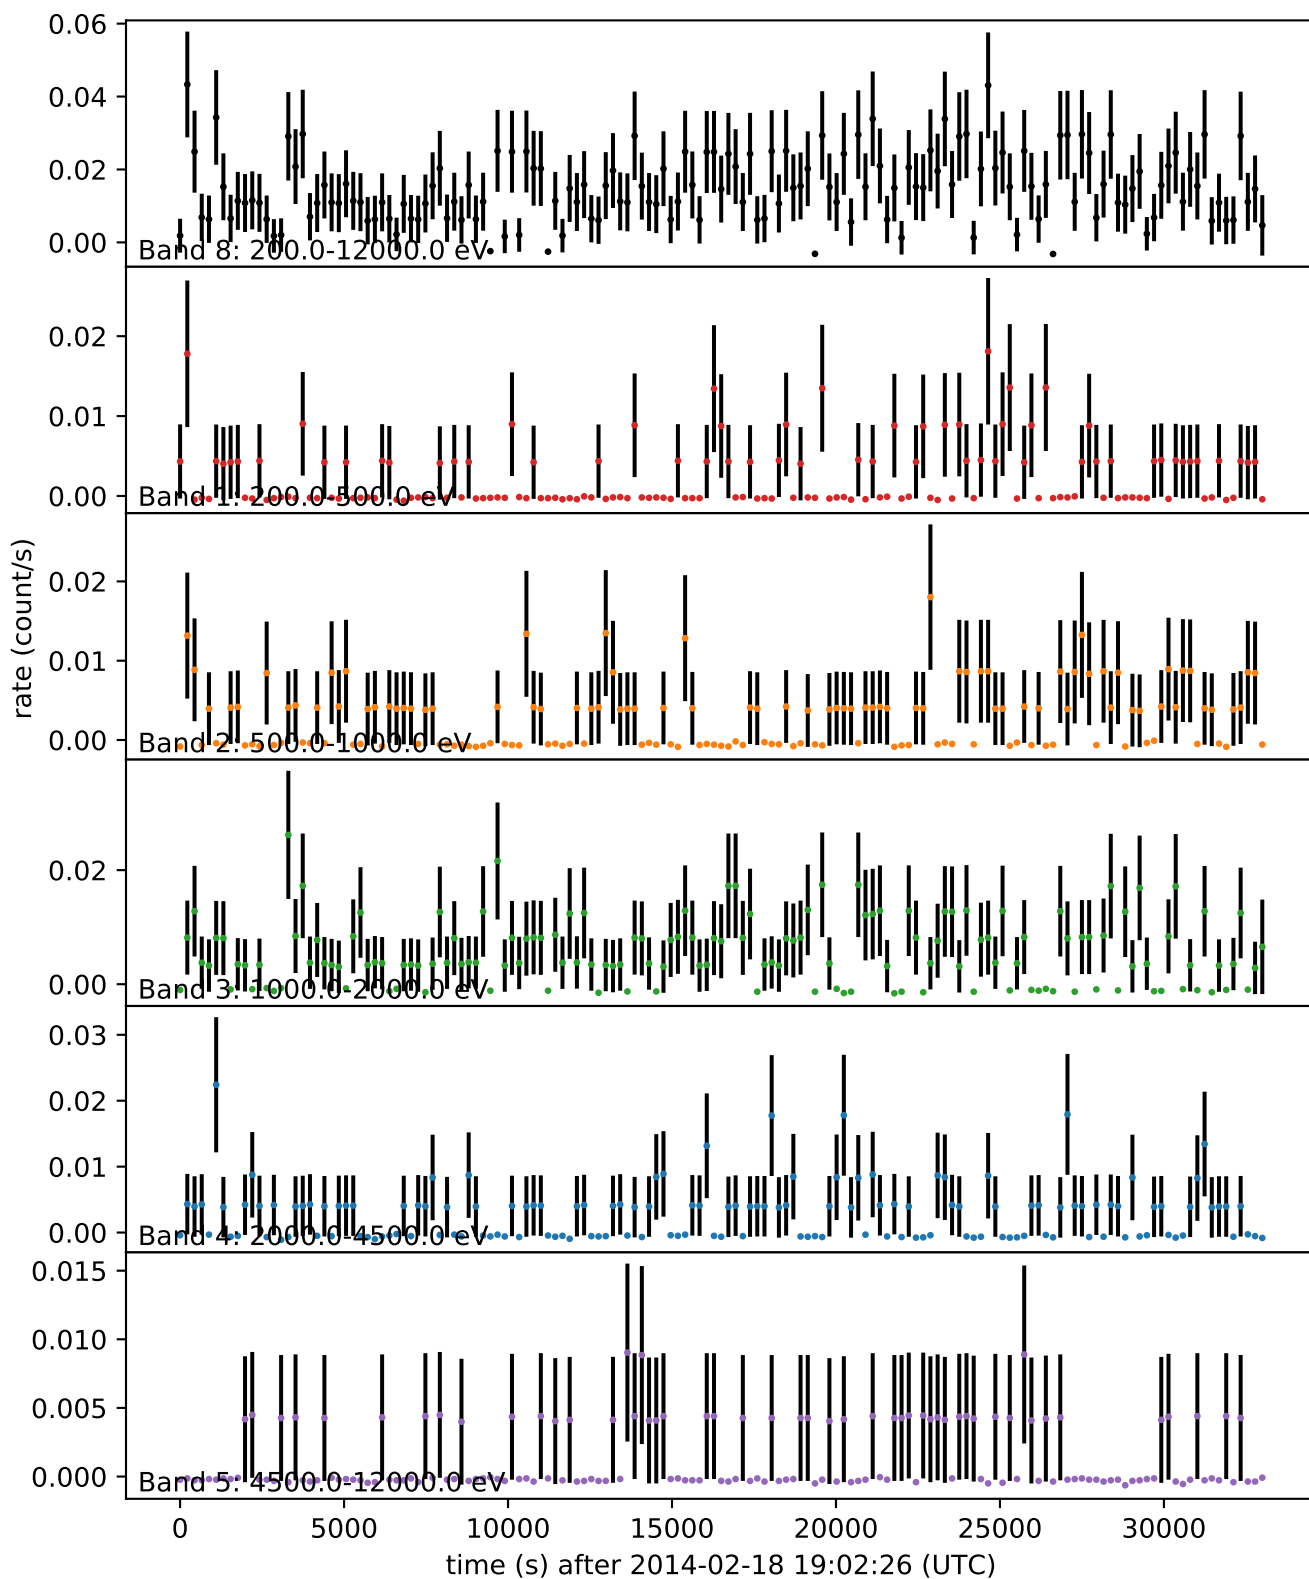 0.06
0.04
0.02
0.00
Band 8: 200.0-12000.0 eV
0.02
0.01
0.00
Band 1: 200.0-500.0 eV
0.02
0.01
0.00
Band 2: 500.0-1000.0 eV
rate (count/s)
0.02
0.00
Band 3: 1000.0-2000.0 eV
0.03
0.02
0.01
0.00
Band 4: 2000.0-4500.0 eV
0.015
0.010
0.005
0.000
Band 5: 4500.0-12000.0 eV
0 5000 10000 15000 20000 25000 30000
time (s) after 2014-02-18 19:02:26 (UTC)